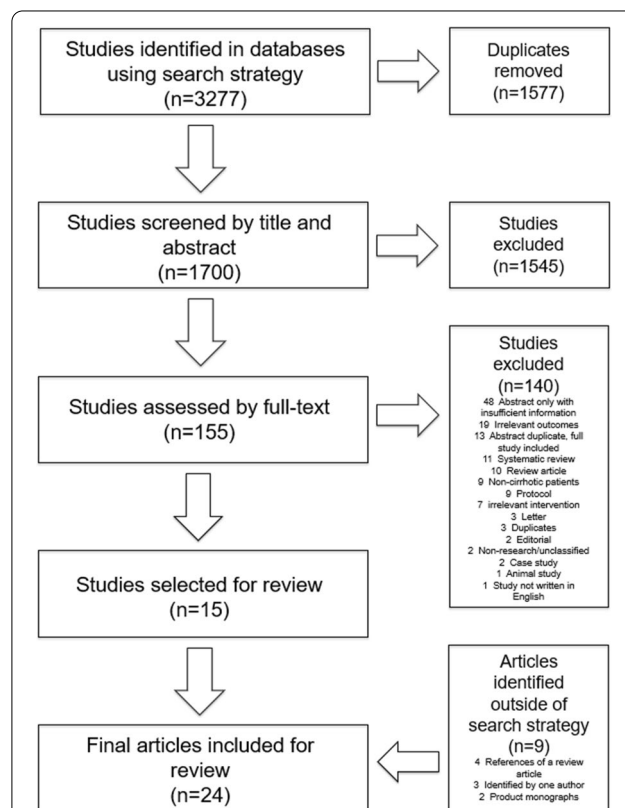 Studies identified in databases
using search strategy
(n=3277)
Duplicates
removed
(n=1577)
Studies screened by title and
abstract
(n=1700)
Studies
excluded
(n=1545)
Studies assessed by full-text
(n=155)
Studies
excluded
(n=140)
48 Abstract only with
insufficient information
19 Irrelevant outcomes
13 Abstract duplicate, full
study included
11 Systematic review
10 Review article
9 Non-cirrhotic patients
9 Protocol
7 irrelevant intervention
3 Letter
3 Duplicates
2 Editorial
2 Non-research/unclassified
2 Case study
1 Animal study
1 Study not written in
English
Studies selected for review
(n=15)
Articles
identified
outside of
search strategy
(n=9)
4 References of a review
article
3 Identified by one author
2 Product monographs
Final articles included for
review
(n=24)